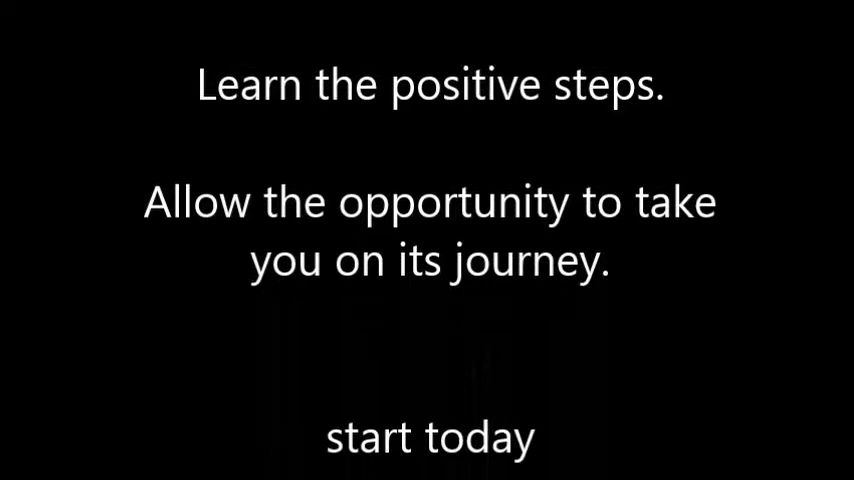 Learn the positive steps.
Allow the opportunity to take
you on its journey.
start today